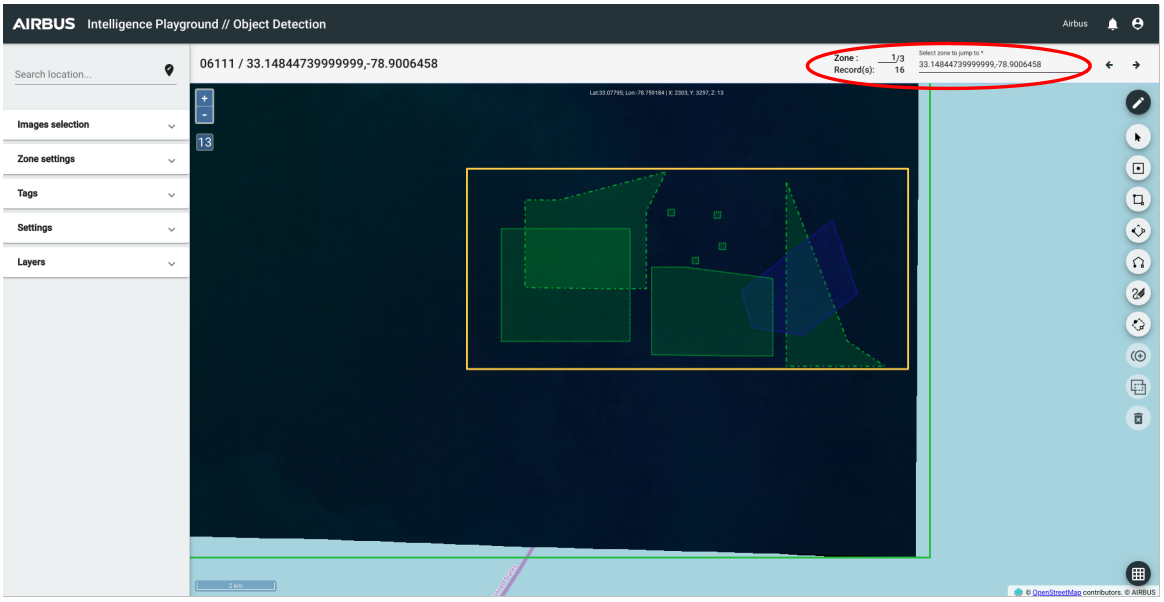 AIRBUS Intelligence Playground // Object Detection
Airbus
Search location...
06111 / 33.14844739999999,-78.9006458
Zone : 1/3
Record(s): 16
Select zone to jump to *
33.14844739999999,-78.9006458
Lat:33.07795; Lon:-78.759184 | X: 2303, Y: 3297, Z: 13
+
-
13
Images selection
Zone settings
Tags
Settings
Layers
2 km
United States
© OpenStreetMap contributors. © AIRBUS